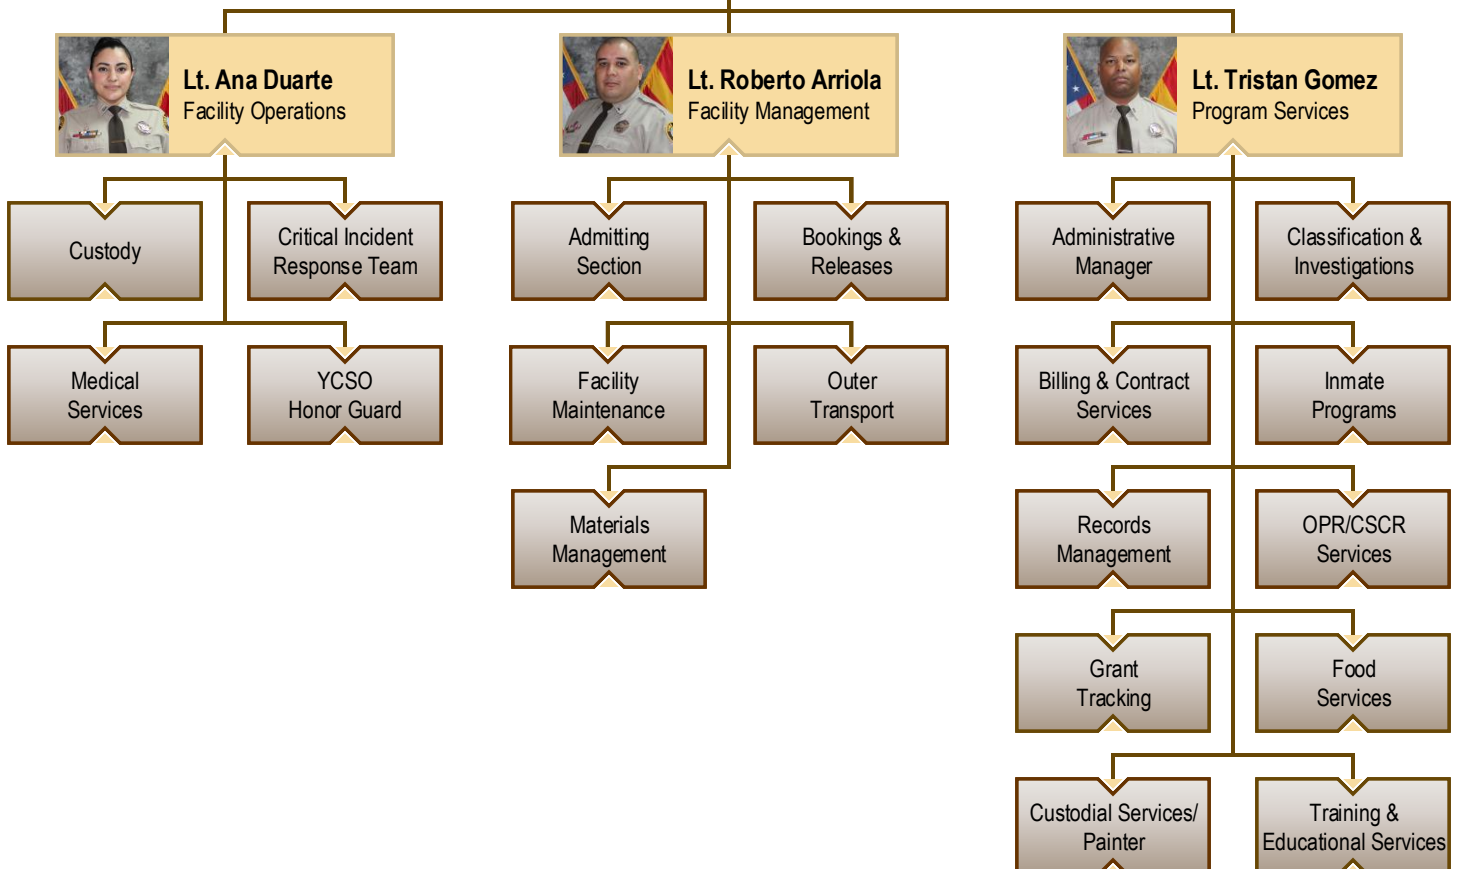 Lt. Ana Duarte
Facility Operations
Lt. Roberto Arriola
Facility Management
Lt. Tristan Gomez
Program Services
Custody
Critical Incident
Response Team
Admitting
Section
Bookings &
Releases
Administrative
Manager
Classification &
Investigations
Medical
Services
YCSO
Honor Guard
Facility
Maintenance
Outer
Transport
Billing & Contract
Services
Inmate
Programs
Materials
Management
Records
Management
OPR/CSCR
Services
Grant
Tracking
Food
Services
Custodial Services/
Painter
Training &
Educational Services